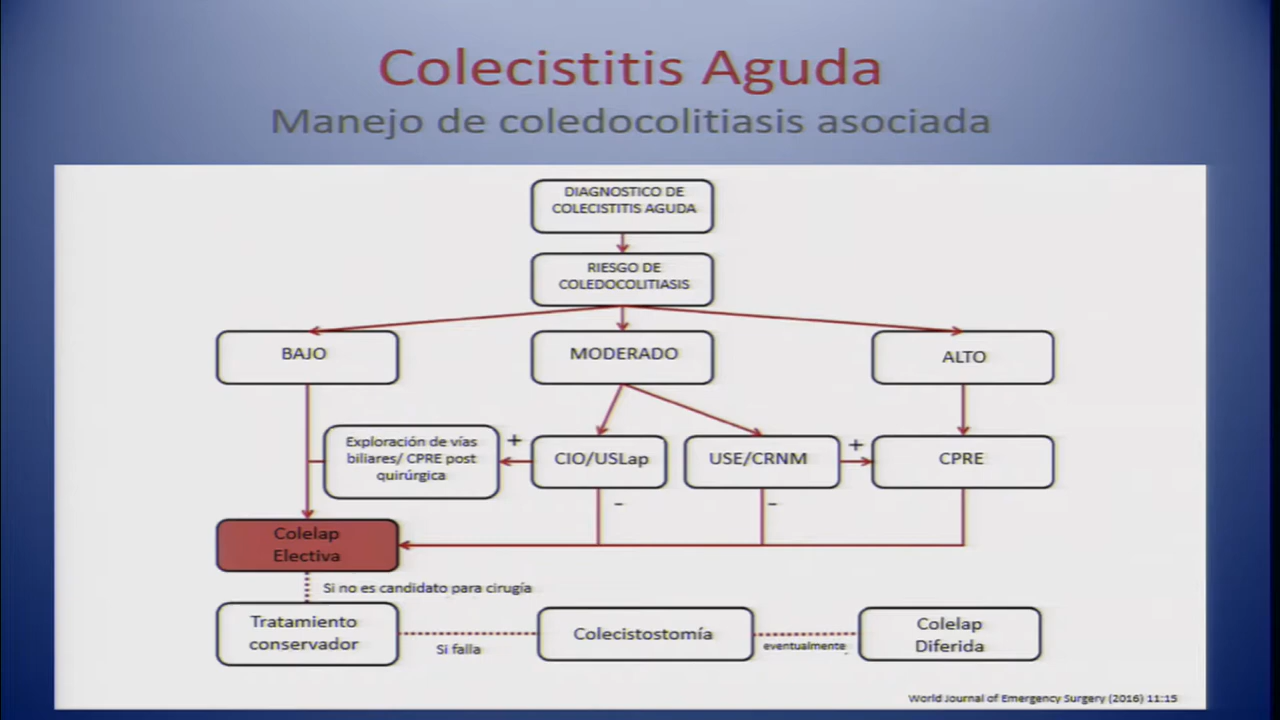 Colecistitis Aguda
Manejo de coledocolitiasis asociada
DIAGNOSTICO DE
COLECISTITIS AGUDA
RIESGO DE
COLEDOCOLITIASIS
BAJO
MODERADO
ALTO
Exploración de vías
biliares/ CPRE post
quirúrgica
+
CIO/USLap
USE/CRNM
+
CPRE
-
-
Colelap
Electiva
Si no es candidato para cirugía
Tratamiento
conservador
Si falla
Colecistostomía
eventualmente
Colelap
Diferida
World Journal of Emergency Surgery (2016) 11:15